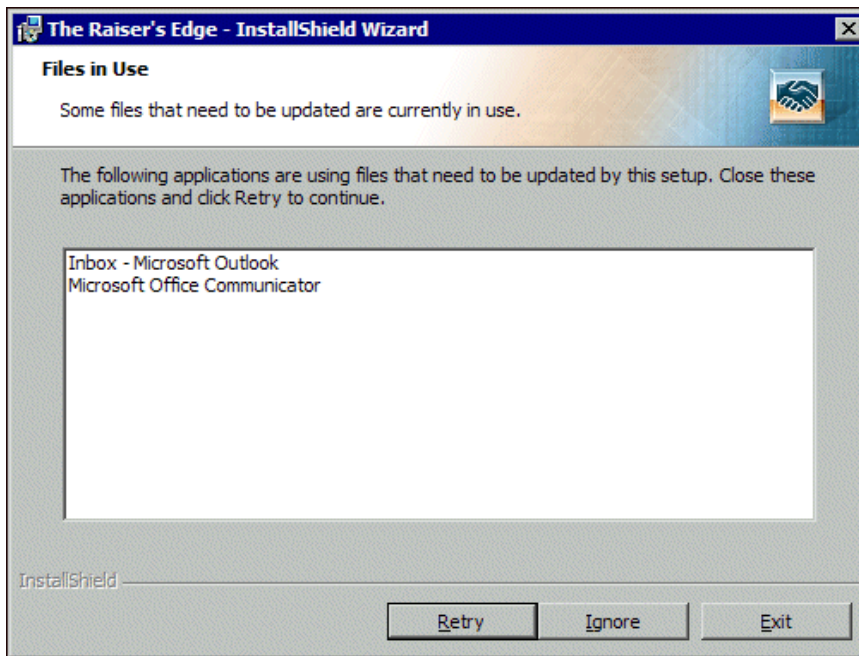 The Raiser's Edge - InstallShield Wizard
Files in Use
Some files that need to be updated are currently in use.
The following applications are using files that need to be updated by this setup. Close these
applications and click Retry to continue.
Inbox - Microsoft Outlook
Microsoft Office Communicator
InstallShield
Retry Ignore Exit